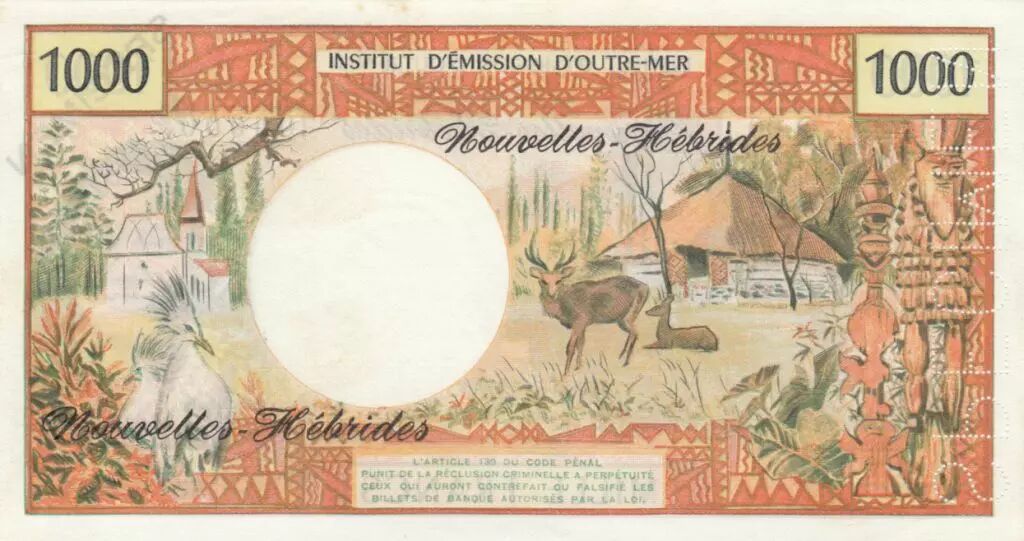 1000
INSTITUT D'ÉMISSION D'OUTRE-MER
1000
Nouvelles-Hébrides
Nouvelles-Hébrides
L'ARTICLE 139 DU CODE PÉNAL
PUNIT DE LA RÉCLUSION CRIMINELLE A PERPÉTUITÉ
CEUX QUI AURONT CONTREFAIT OU FALSIFIÉ LES
BILLETS DE BANQUE AUTORISÉS PAR LA LOI.